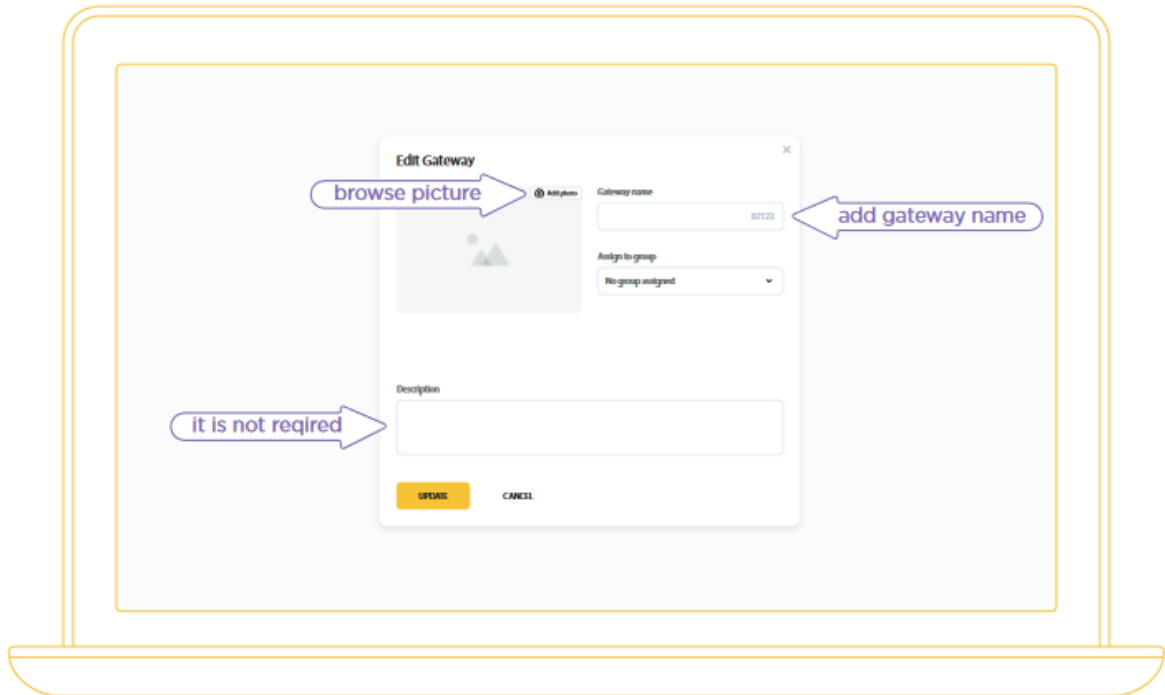 Edit Gateway
browse picture
Add photo
Gateway name
02122
add gateway name
Assign to group
No group assigned
Description
it is not reqired
UPDATE
CANCEL